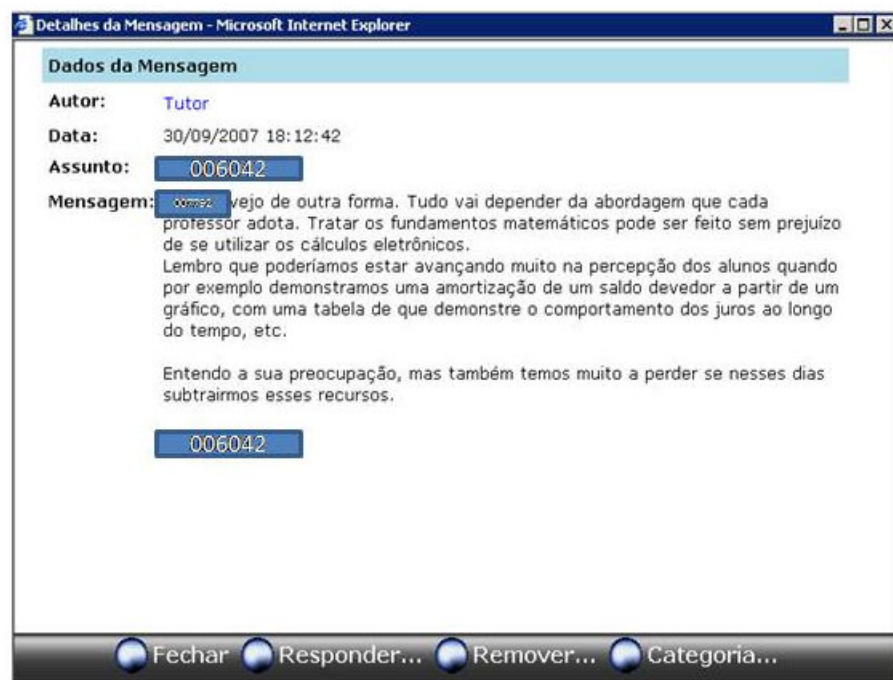 Detalhes da Mensagem - Microsoft Internet Explorer
Dados da Mensagem
Autor: Tutor
Data: 30/09/2007 18:12:42
Assunto: 006042
Mensagem: vejo de outra forma. Tudo vai depender da abordagem que cada
professor adota. Tratar os fundamentos matemáticos pode ser feito sem prejuízo
de se utilizar os cálculos eletrônicos.
Lembro que poderíamos estar avançando muito na percepção dos alunos quando
por exemplo demonstramos uma amortização de um saldo devedor a partir de um
gráfico, com uma tabela de que demonstre o comportamento dos juros ao longo
do tempo, etc.
Entendo a sua preocupação, mas também temos muito a perder se nesses dias
subtrairmos esses recursos.
006042
Fechar Responder... Remover... Categoria...